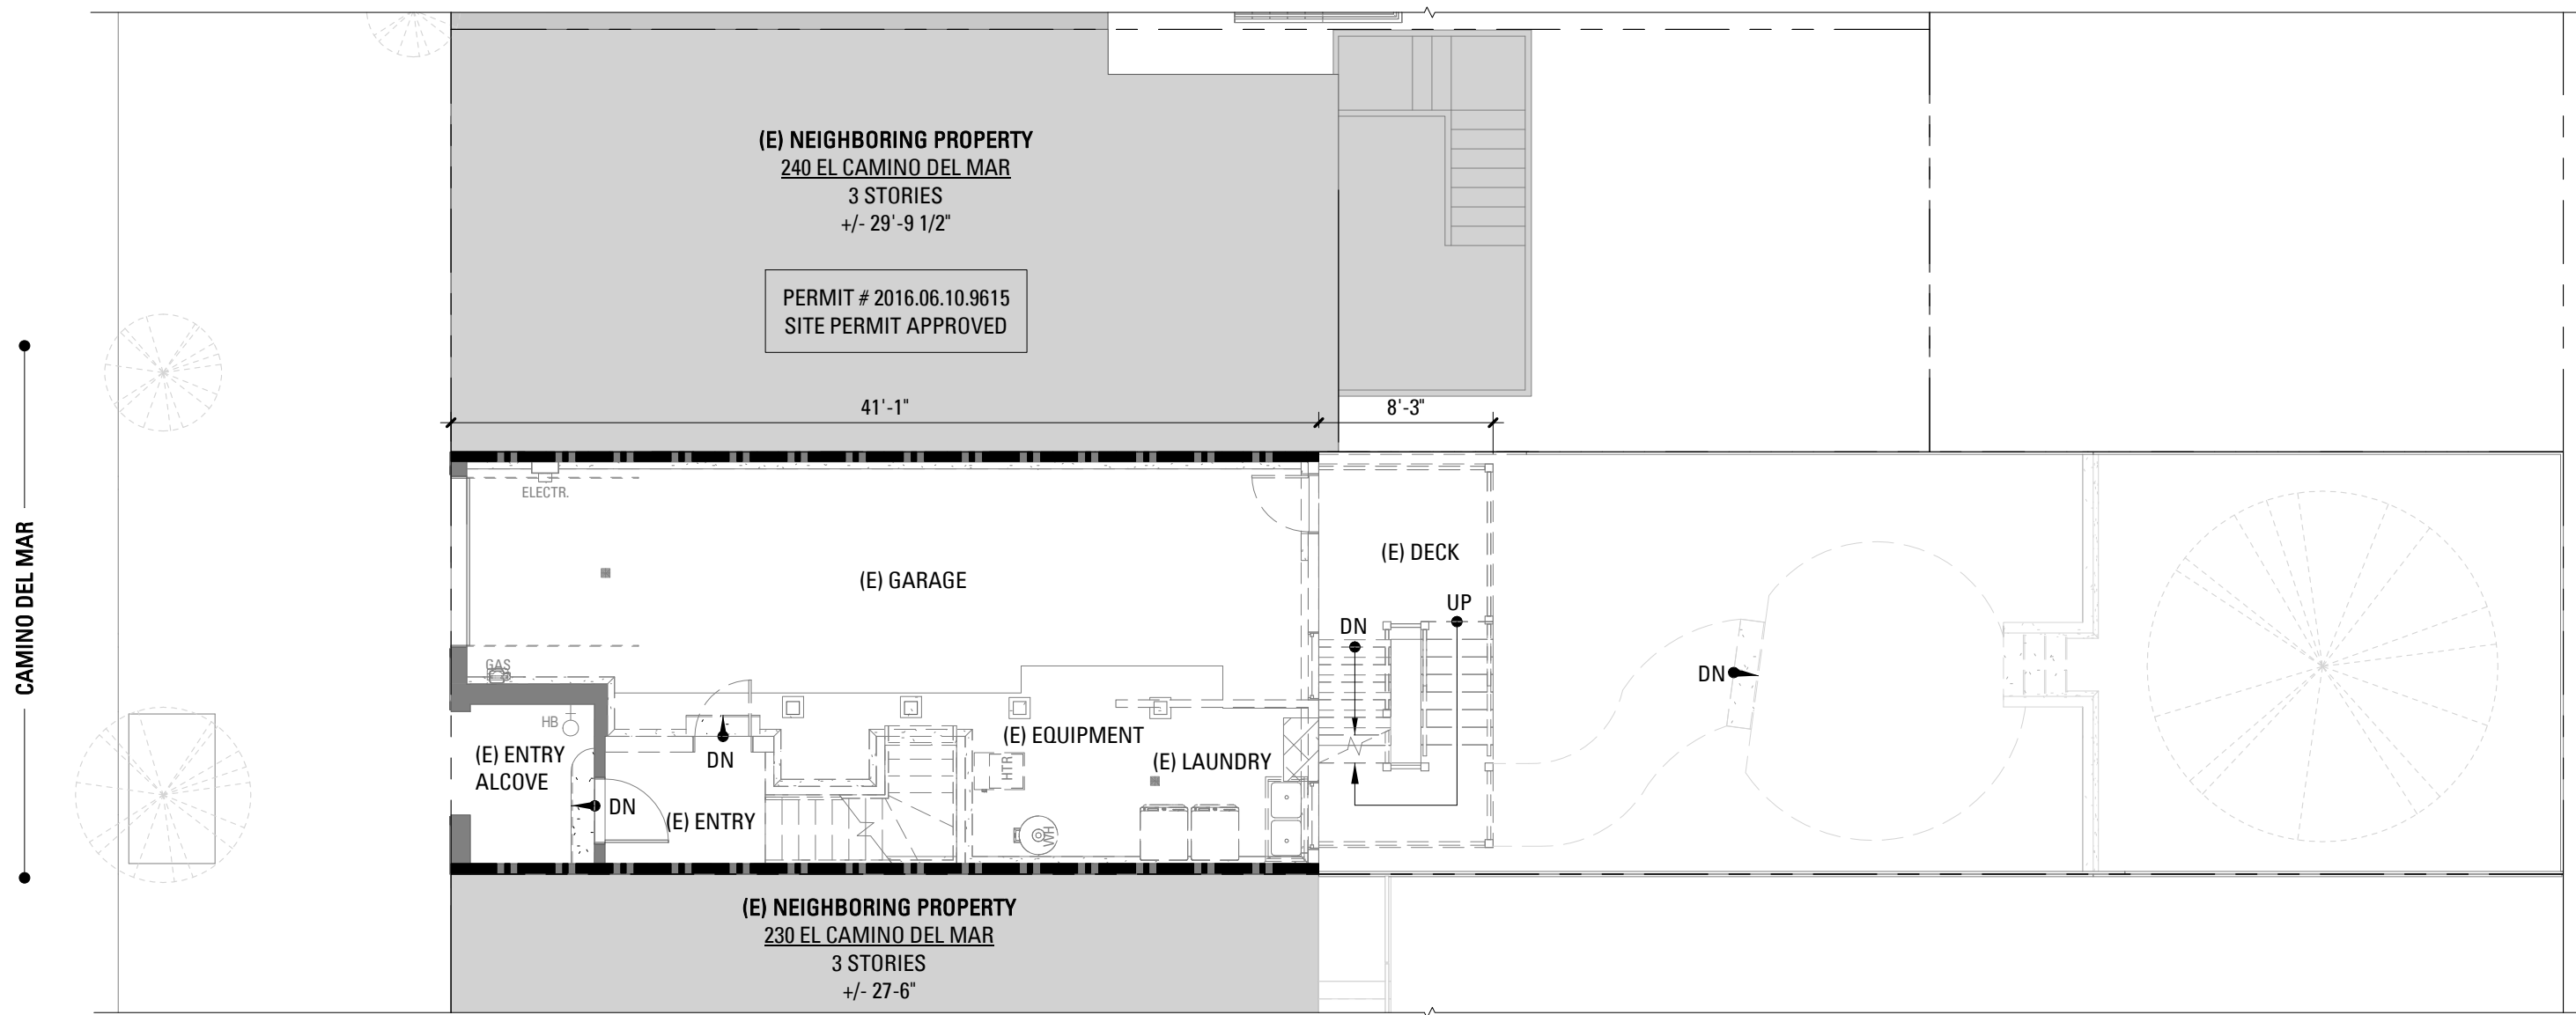 (E) NEIGHBORING PROPERTY
240 EL CAMINO DEL MAR
3 STORIES
+/- 29'-9 1/2"
PERMIT # 2016.06.10.9615
SITE PERMIT APPROVED
41'-1"
8'-3"
CAMINO DEL MAR
ELECTR.
(E) GARAGE
(E) DECK
UP
DN
GAS
DN
HB
(E) ENTRY
ALCOVE
DN
DN
(E) ENTRY
(E) EQUIPMENT
HTR
(E) LAUNDRY
WH
(E) NEIGHBORING PROPERTY
230 EL CAMINO DEL MAR
3 STORIES
+/- 27-6"